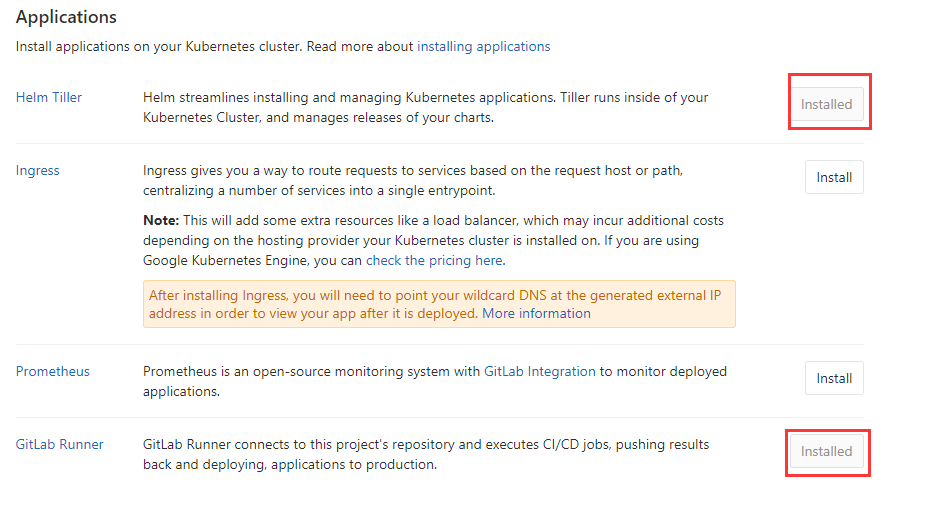 Applications
Install applications on your Kubernetes cluster. Read more about installing applications
Helm Tiller
Helm streamlines installing and managing Kubernetes applications. Tiller runs inside of your
Kubernetes Cluster, and manages releases of your charts.
Installed
Ingress
Ingress gives you a way to route requests to services based on the request host or path,
centralizing a number of services into a single entrypoint.
Install
Note: This will add some extra resources like a load balancer, which may incur additional costs
depending on the hosting provider your Kubernetes cluster is installed on. If you are using
Google Kubernetes Engine, you can check the pricing here.
After installing Ingress, you will need to point your wildcard DNS at the generated external IP
address in order to view your app after it is deployed. More information
Prometheus
Prometheus is an open-source monitoring system with GitLab Integration to monitor deployed
applications.
Install
GitLab Runner
GitLab Runner connects to this project's repository and executes CI/CD jobs, pushing results
back and deploying, applications to production.
Installed